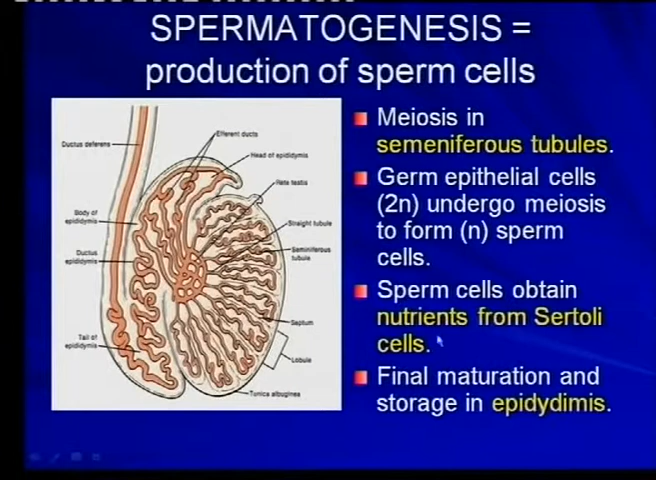 SPERMATOGENESIS =
production of sperm cells
Ductus deferens
Efferent ducts
Head of epididymis
Rete testis
Body of
epididymis
Straight tubule
Ductus
epididymis
Seminiferous
tubule
Septum
Tail of
epididymis
Lobule
Tunica albuginea
Meiosis in
semeniferous tubules.
Germ epithelial cells
(2n) undergo meiosis
to form (n) sperm
cells.
Sperm cells obtain
nutrients from Sertoli
cells.
Final maturation and
storage in epidydimis.